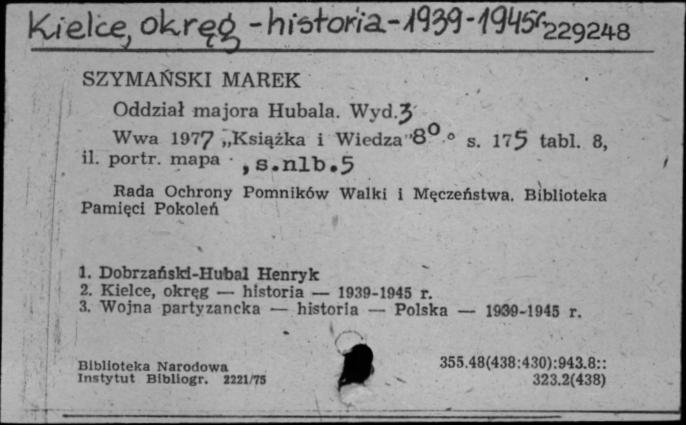 Kielce, okręg - historia - 1939-1945r. 229248
SZYMAŃSKI MAREK
Oddział majora Hubala. Wyd.3
Wwa 1977 „Książka i Wiedza" 8° s. 175 tabl. 8,
il. portr. mapa , s.nlb.5
Rada Ochrony Pomników Walki i Męczeństwa. Biblioteka
Pamięci Pokoleń
1. Dobrzański-Hubal Henryk
2. Kielce, okręg — historia — 1939-1945 r.
3. Wojna partyzancka — historia — Polska — 1939-1945 r.
Biblioteka Narodowa 355.48(438:430):943.8::
Instytut Bibliogr. 2221/75 323.2(438)